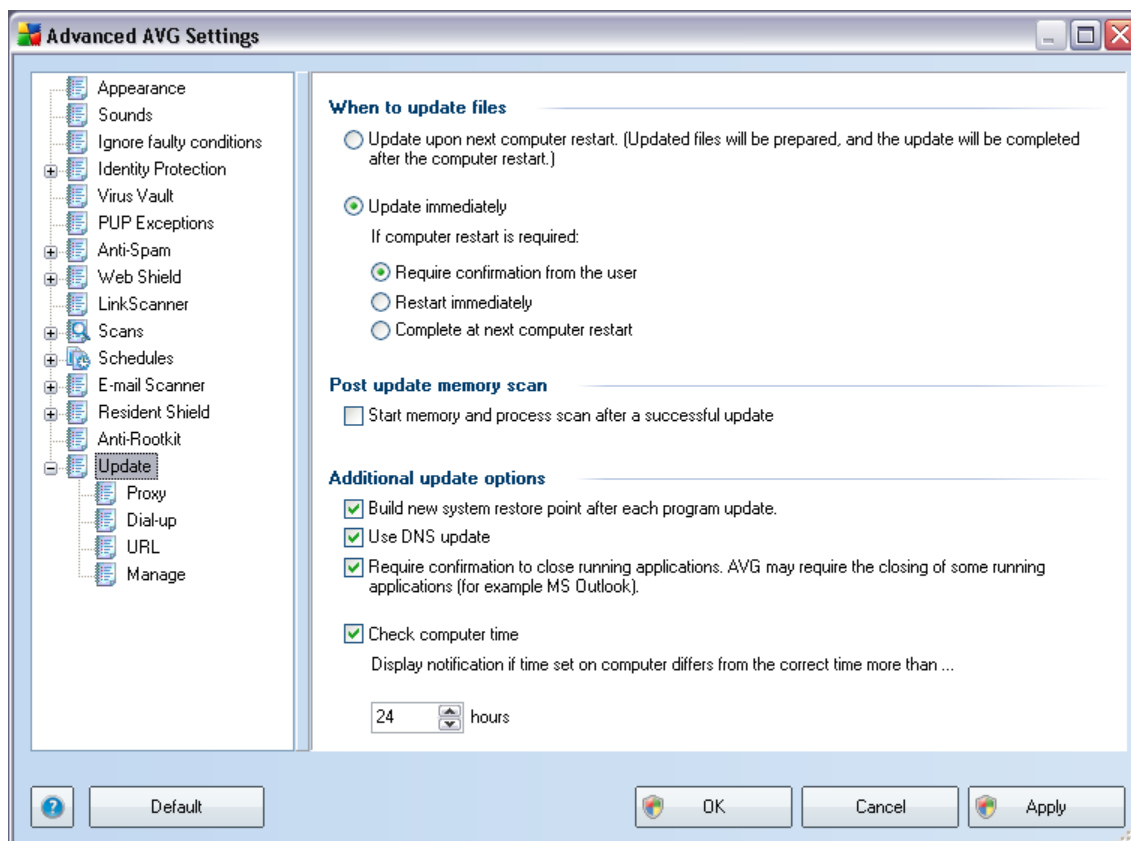 Advanced AVG Settings
Appearance
Sounds
Ignore faulty conditions
Identity Protection
Virus Vault
PUP Exceptions
Anti-Spam
Web Shield
LinkScanner
Scans
Schedules
E-mail Scanner
Resident Shield
Anti-Rootkit
Update
Proxy
Dial-up
URL
Manage
When to update files
Update upon next computer restart. (Updated files will be prepared, and the update will be completed
after the computer restart.)
Update immediately
If computer restart is required:
Require confirmation from the user
Restart immediately
Complete at next computer restart
Post update memory scan
Start memory and process scan after a successful update
Additional update options
Build new system restore point after each program update.
Use DNS update
Require confirmation to close running applications. AVG may require the closing of some running
applications (for example MS Outlook).
Check computer time
Display notification if time set on computer differs from the correct time more than ...
24 hours
? Default OK Cancel Apply